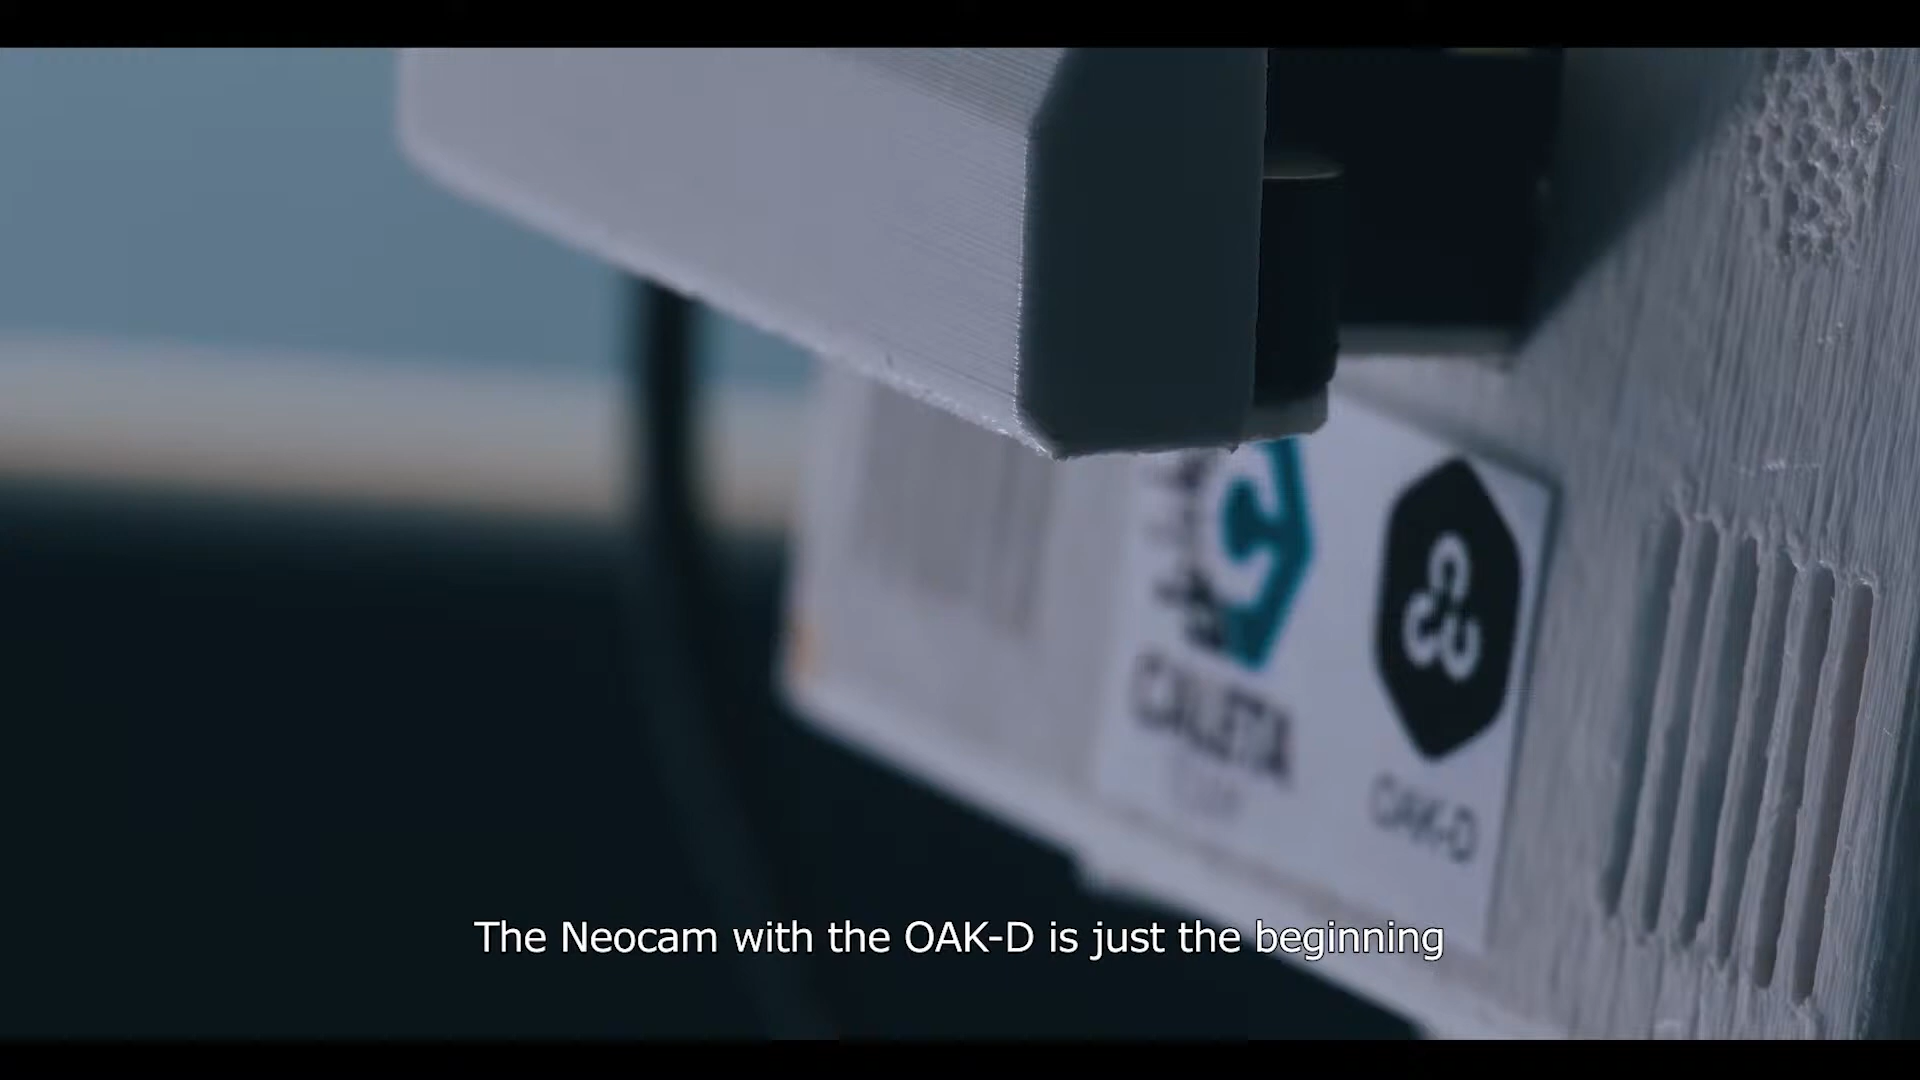 CALETA
OAK-D
The Neocam with the OAK-D is just the beginning